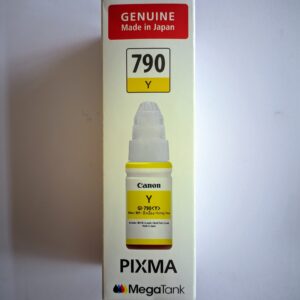 GENUINE
Made in Japan
790
Y
Y
Canon
GI-790<Y>
PIXMA
MegaTank